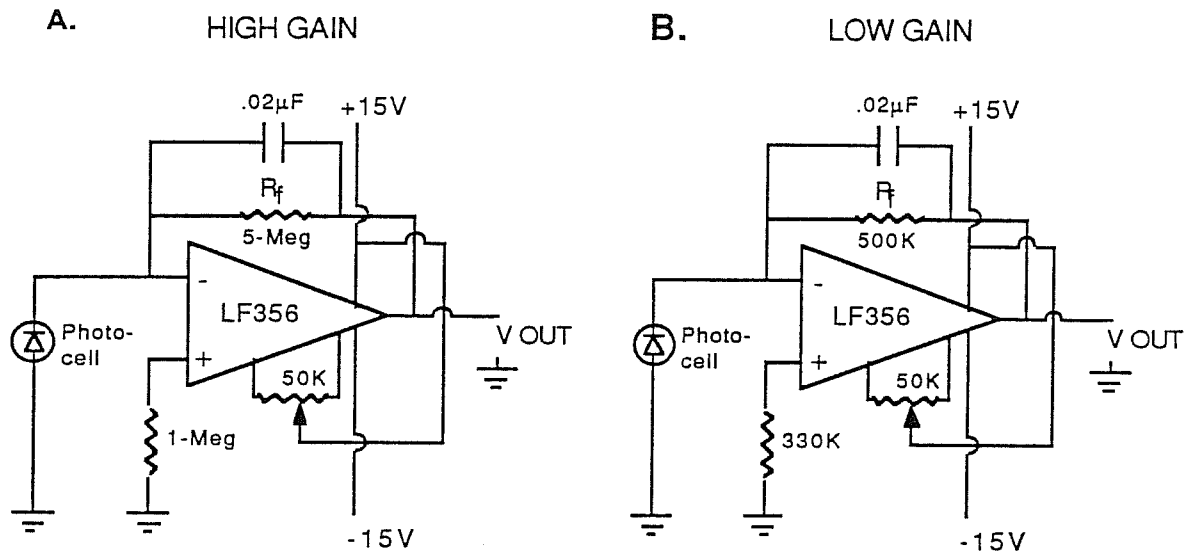 A.
HIGH GAIN
.02µF
+15V
Rf
5-Meg
-
LF356
+
Photo-
cell
50K
1-Meg
V OUT
-15V
B.
LOW GAIN
.02µF
+15V
Rf
500K
-
LF356
+
Photo-
cell
50K
330K
V OUT
-15V